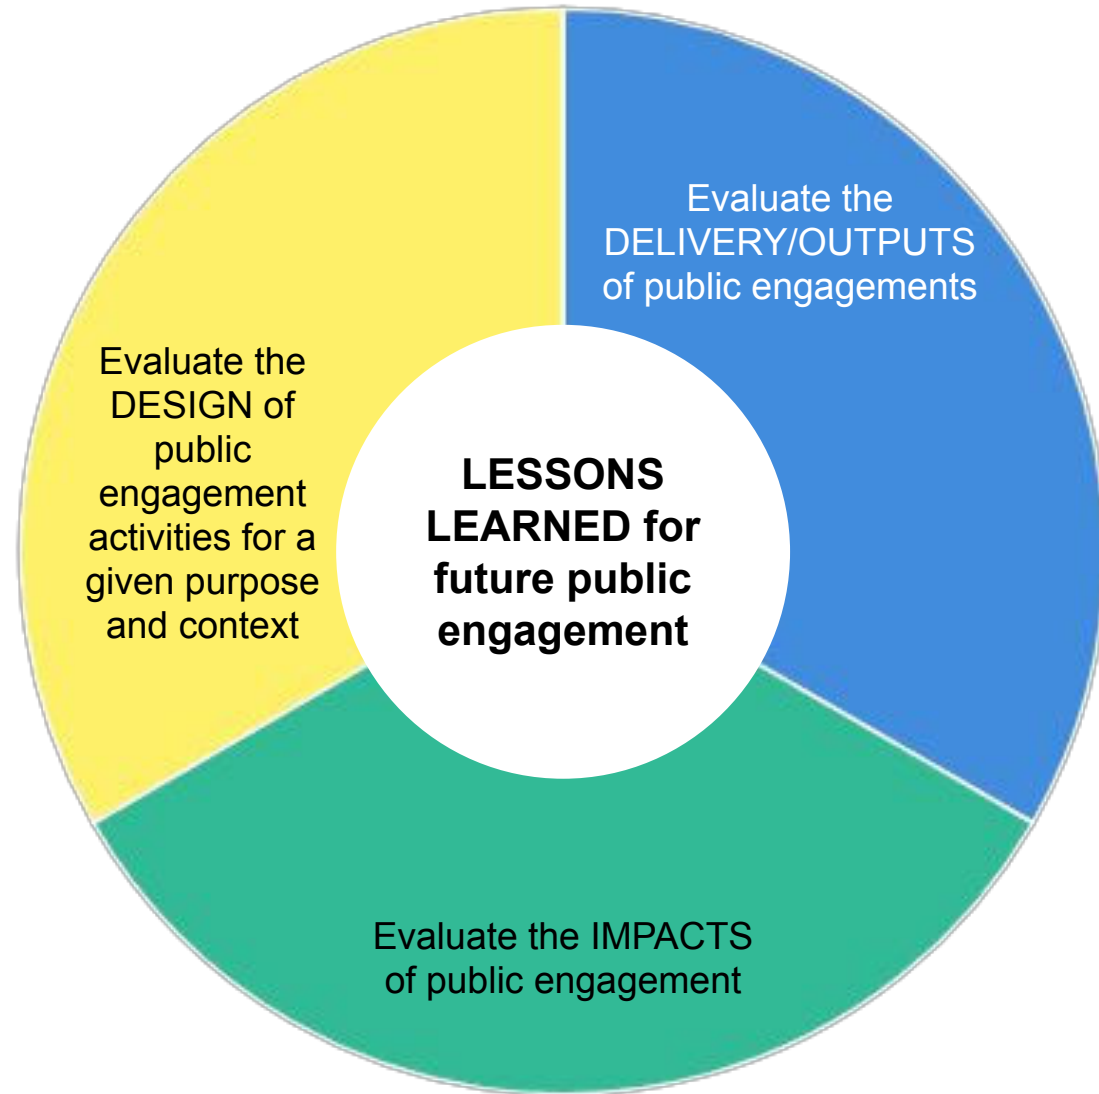 Evaluate the
DELIVERY/OUTPUTS
of public engagements
Evaluate the
DESIGN of
public
engagement
activities for a
given purpose
and context
LESSONS
LEARNED for
future public
engagement
Evaluate the IMPACTS
of public engagement